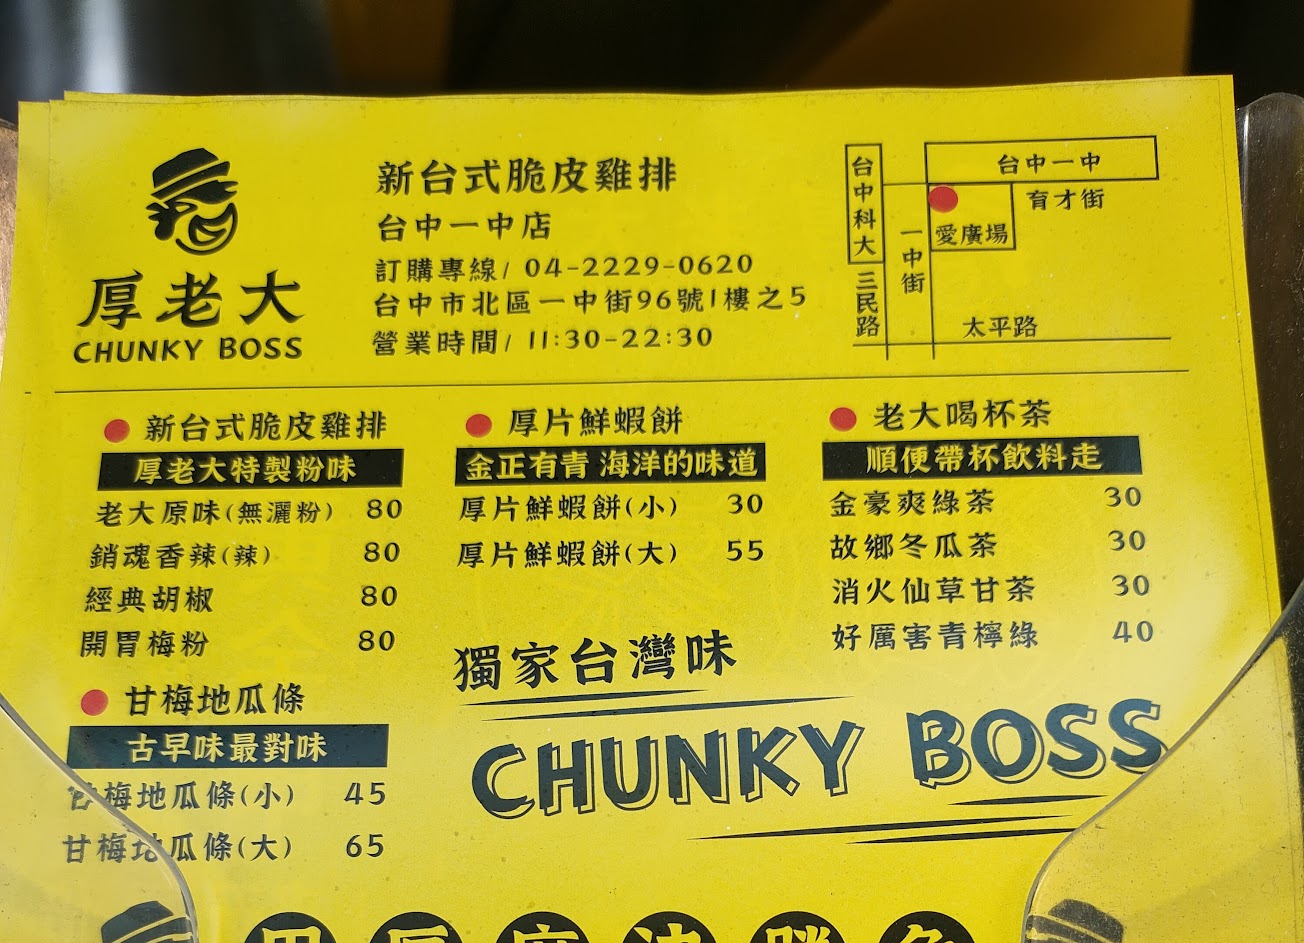 厚老大
CHUNKY BOSS
新台式脆皮雞排
台中一中店
訂購專線/ 04-2229-0620
台中市北區一中街96號1樓之5
營業時間/ 11:30-22:30
台中科大
三民路
一中街
台中一中
育才街
愛廣場
太平路
新台式脆皮雞排
厚老大特製粉味
老大原味(無灑粉) 80
銷魂香辣(辣) 80
經典胡椒 80
開胃梅粉 80
甘梅地瓜條
古早味最對味
甘梅地瓜條(小) 45
甘梅地瓜條(大) 65
厚片鮮蝦餅
金正有青 海洋的味道
厚片鮮蝦餅(小) 30
厚片鮮蝦餅(大) 55
老大喝杯茶
順便帶杯飲料走
金豪爽綠茶 30
故鄉冬瓜茶 30
消火仙草甘茶 30
好厲害青檸綠 40
獨家台灣味
CHUNKY BOSS